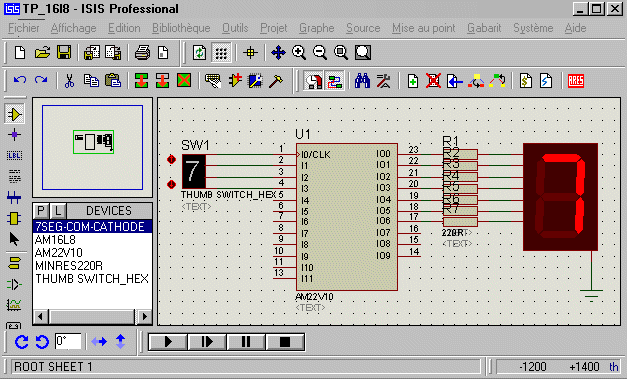 TP_16l8 - ISIS Professional
Fichier Affichage Edition Bibliothèque Outils Projet Graphe Source Mise au point Gabarit Système Aide
ARES
P L DEVICES
7SEG-COM-CATHODE
AM16L8
AM22V10
MINRES220R
THUMB SWITCH_HEX
SW1
7
THUMB SWITCH_HEX
<TEXT>
U1
1 I0/CLK IO0 23
2 I1 IO1 22
3 I2 IO2 21
4 I3 IO3 20
5 I4 IO4 19
6 I5 IO5 18
7 I6 IO6 17
8 I7 IO7 16
9 I8 IO8 15
10 I9 IO9 14
11 I10
13 I11
AM22V10
<TEXT>
R1
R2
R3
R4
R5
R6
R7
220R
<TEXT>
7
0°
ROOT SHEET 1
-1200 +1400 th